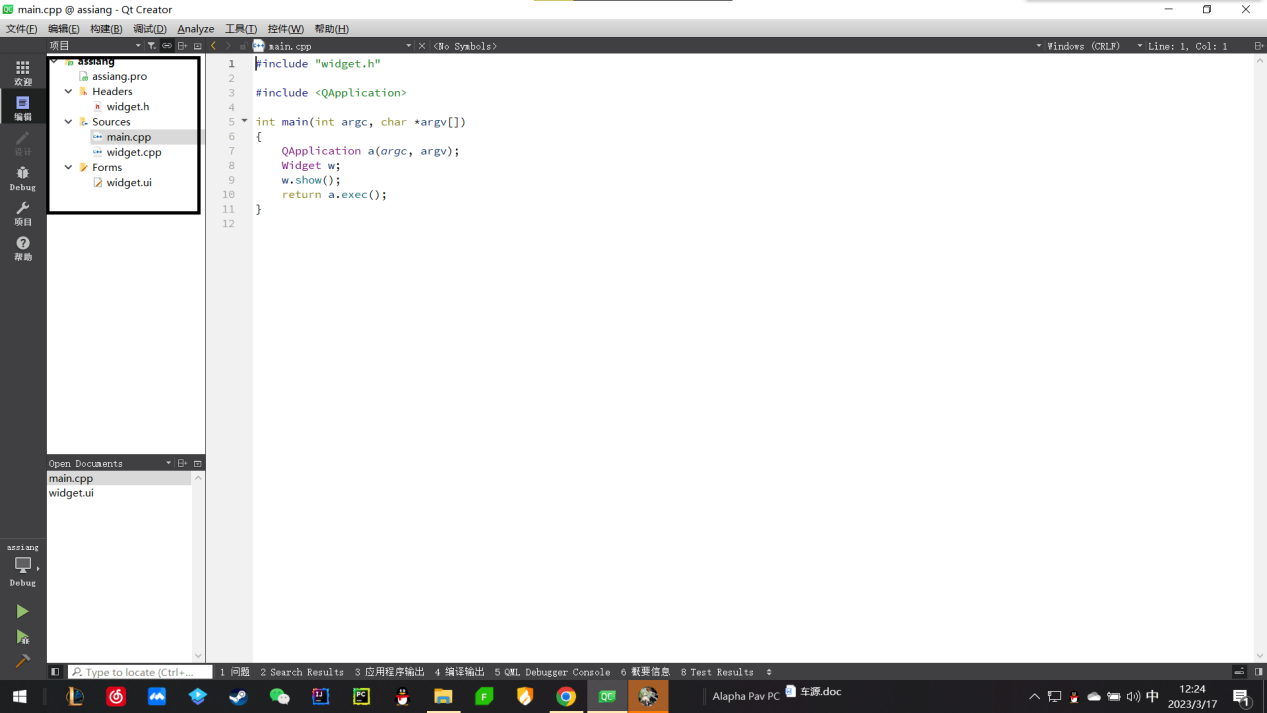 main.cpp @ assiang - Qt Creator
文件(F) 编辑(E) 构建(B) 调试(D) Analyze 工具(T) 控件(W) 帮助(H)
项目 main.cpp <No Symbols> Windows (CRLF) Line: 1, Col: 1
欢迎
编辑
设计
Debug
项目
帮助
assiang
assiang.pro
Headers
widget.h
Sources
main.cpp
widget.cpp
Forms
widget.ui
1 #include "widget.h"
2
3 #include <QApplication>
4
5 int main(int argc, char *argv[])
6 {
7 QApplication a(argc, argv);
8 Widget w;
9 w.show();
10 return a.exec();
11 }
12
Open Documents
main.cpp
widget.ui
assiang
Debug
Type to locate (Ctrl+... 1 问题 2 Search Results 3 应用程序输出 4 编译输出 5 QML Debugger Console 6 概要信息 8 Test Results
Alapha Pav PC 车源.doc 中 12:24
2023/3/17 1